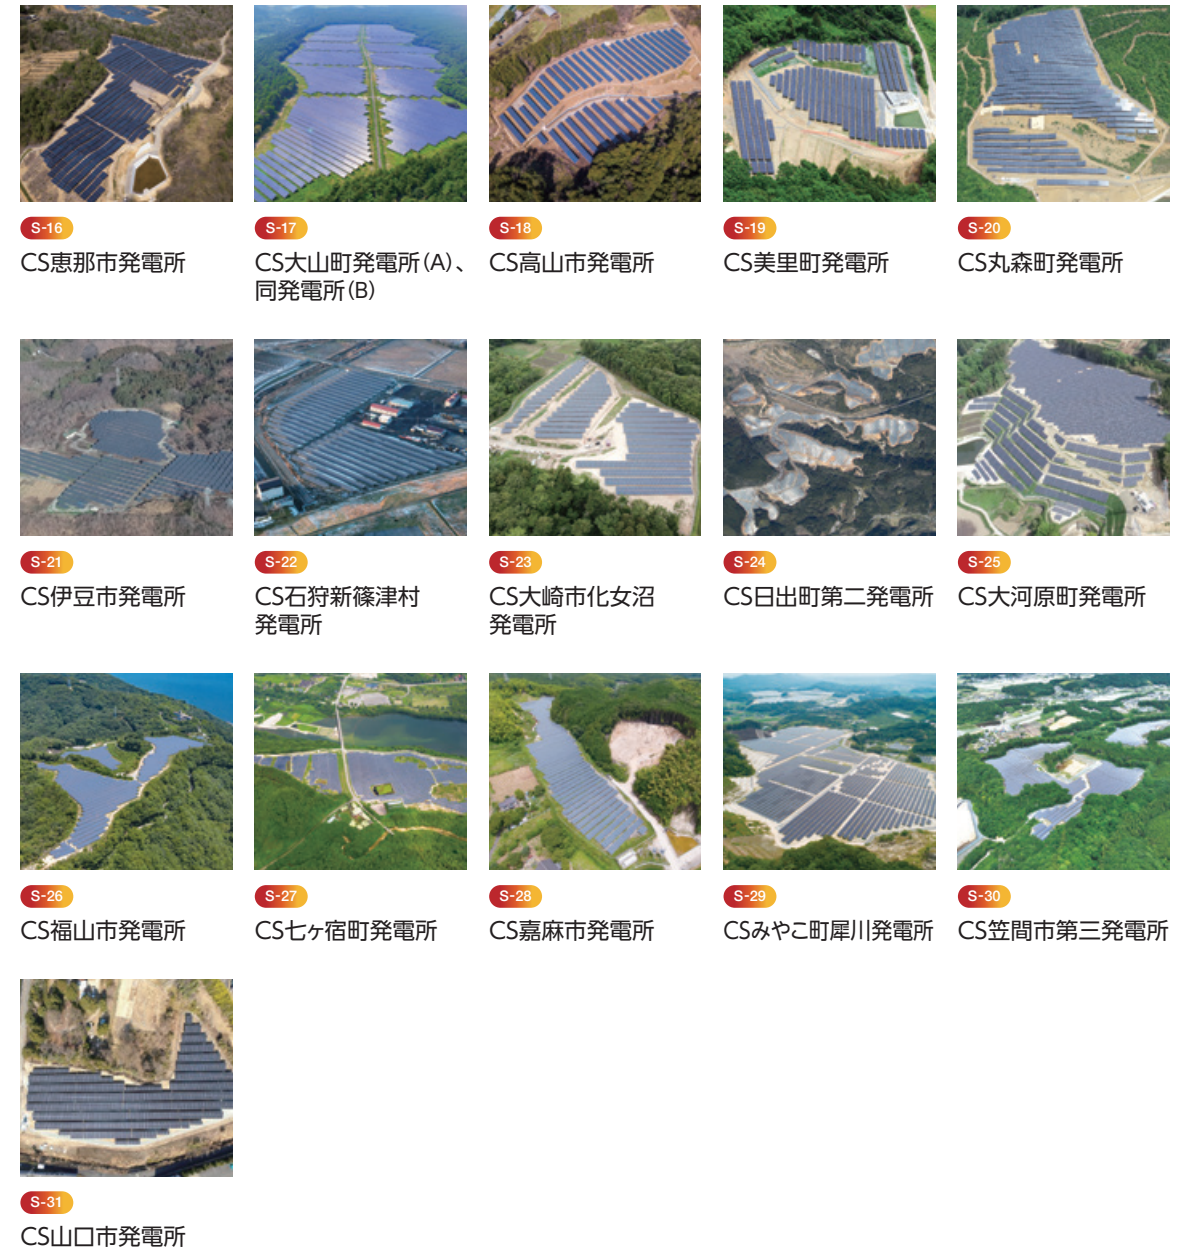 S-16
CS恵那市発電所
S-17
CS大山町発電所(A)、
同発電所(B)
S-18
CS高山市発電所
S-19
CS美里町発電所
S-20
CS丸森町発電所
S-21
CS伊豆市発電所
S-22
CS石狩新篠津村
発電所
S-23
CS大崎市化女沼
発電所
S-24
CS日出町第二発電所
S-25
CS大河原町発電所
S-26
CS福山市発電所
S-27
CS七ヶ宿町発電所
S-28
CS嘉麻市発電所
S-29
CSみやこ町犀川発電所
S-30
CS笠間市第三発電所
S-31
CS山口市発電所